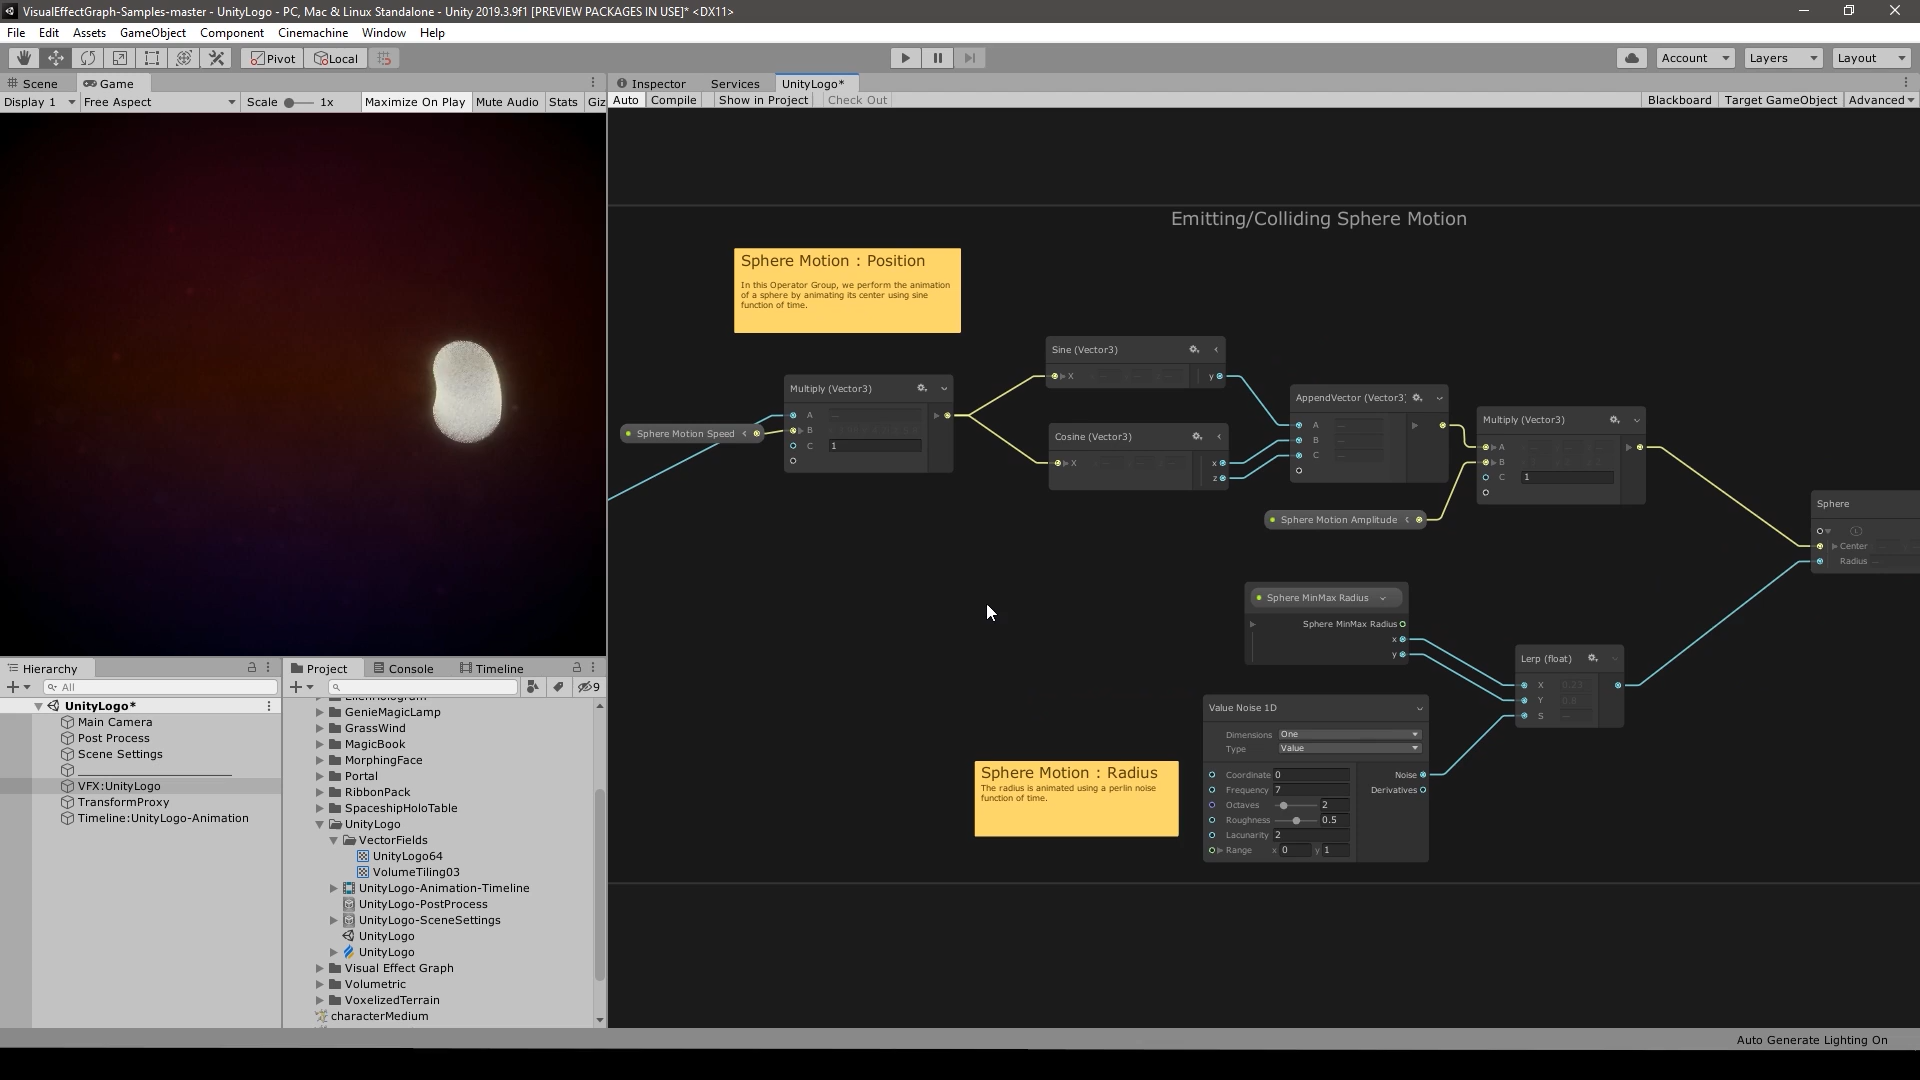 VisualEffectGraph-Samples-master - UnityLogo - PC, Mac & Linux Standalone - Unity 2019.3.9f1 [PREVIEW PACKAGES IN USE]* <DX11>
File Edit Assets GameObject Component Cinemachine Window Help
Pivot Local Account Layers Layout
Scene Game
Display 1 Free Aspect Scale 1x Maximize On Play Mute Audio Stats Giz
Inspector Services UnityLogo*
Auto Compile Show in Project Check Out Blackboard Target GameObject Advanced
Emitting/Colliding Sphere Motion
Sphere Motion : Position
In this Operator Group, we perform the animation
of a sphere by animating its center using sine
function of time.
Sphere Motion Speed
Multiply (Vector3)
A
B
C 1
Sine (Vector3)
X y
Cosine (Vector3)
X x
z
AppendVector (Vector3)
A
B
C
Sphere Motion Amplitude
Multiply (Vector3)
A
B
C 1
Sphere
L
Center
Radius
Sphere MinMax Radius
Sphere MinMax Radius
x
y
Lerp (float)
X 0.23
Y 0.8
S
Value Noise 1D
Dimensions One
Type Value
Coordinate 0 Noise
Frequency 7 Derivatives
Octaves 2
Roughness 0.5
Lacunarity 2
Range x 0 y 1
Sphere Motion : Radius
The radius is animated using a perlin noise
function of time.
Hierarchy
All
UnityLogo*
Main Camera
Post Process
Scene Settings
VFX:UnityLogo
TransformProxy
Timeline:UnityLogo-Animation
Project Console Timeline
9
GenieMagicLamp
GrassWind
MagicBook
MorphingFace
Portal
RibbonPack
SpaceshipHoloTable
UnityLogo
VectorFields
UnityLogo64
VolumeTiling03
UnityLogo-Animation-Timeline
UnityLogo-PostProcess
UnityLogo-SceneSettings
UnityLogo
UnityLogo
Visual Effect Graph
Volumetric
VoxelizedTerrain
characterMedium
Auto Generate Lighting On